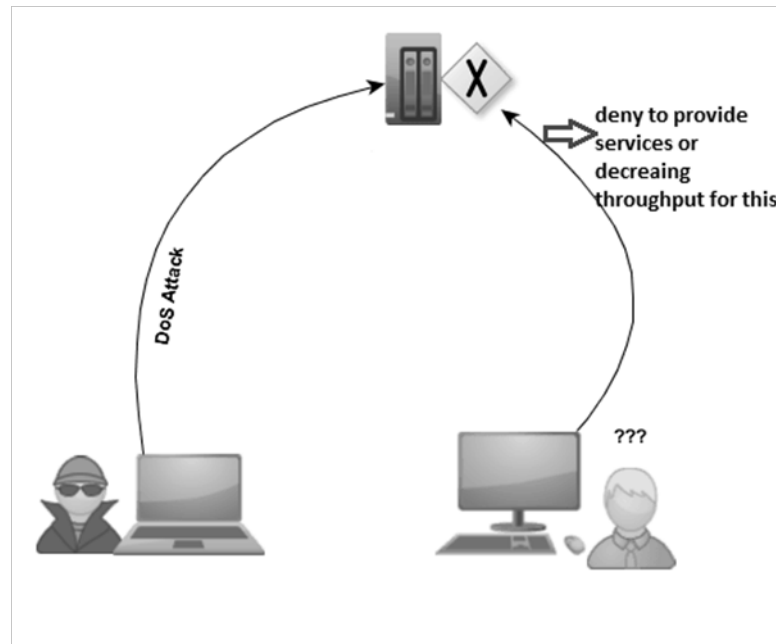 X
deny to provide
services or
decreaing
throughput for this
DoS Attack
???